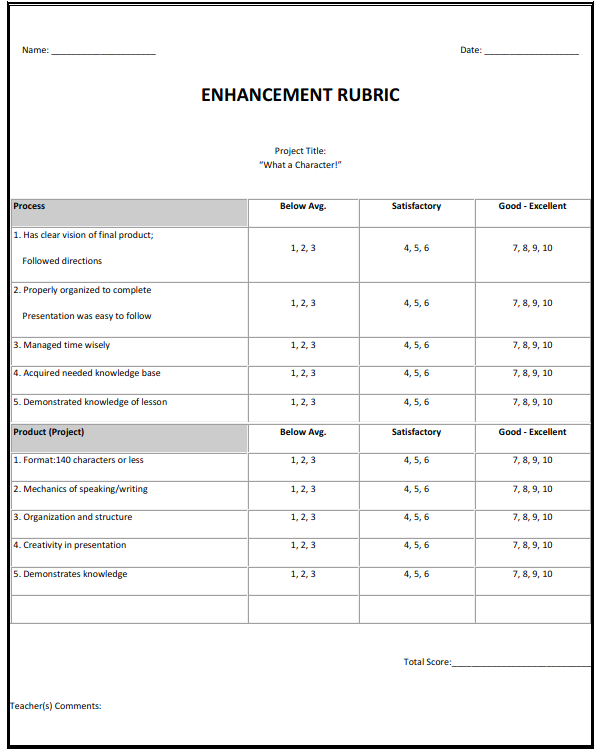 Name: _____________________ Date: ___________________
ENHANCEMENT RUBRIC
Project Title:
“What a Character!”
Process Below Avg. Satisfactory Good - Excellent
1. Has clear vision of final product;
Followed directions
1, 2, 3 4, 5, 6 7, 8, 9, 10
2. Properly organized to complete
Presentation was easy to follow
1, 2, 3 4, 5, 6 7, 8, 9, 10
3. Managed time wisely 1, 2, 3 4, 5, 6 7, 8, 9, 10
4. Acquired needed knowledge base 1, 2, 3 4, 5, 6 7, 8, 9, 10
5. Demonstrated knowledge of lesson 1, 2, 3 4, 5, 6 7, 8, 9, 10
Product (Project) Below Avg. Satisfactory Good - Excellent
1. Format:140 characters or less 1, 2, 3 4, 5, 6 7, 8, 9, 10
2. Mechanics of speaking/writing 1, 2, 3 4, 5, 6 7, 8, 9, 10
3. Organization and structure 1, 2, 3 4, 5, 6 7, 8, 9, 10
4. Creativity in presentation 1, 2, 3 4, 5, 6 7, 8, 9, 10
5. Demonstrates knowledge 1, 2, 3 4, 5, 6 7, 8, 9, 10
Total Score:____________________________
Teacher(s) Comments: